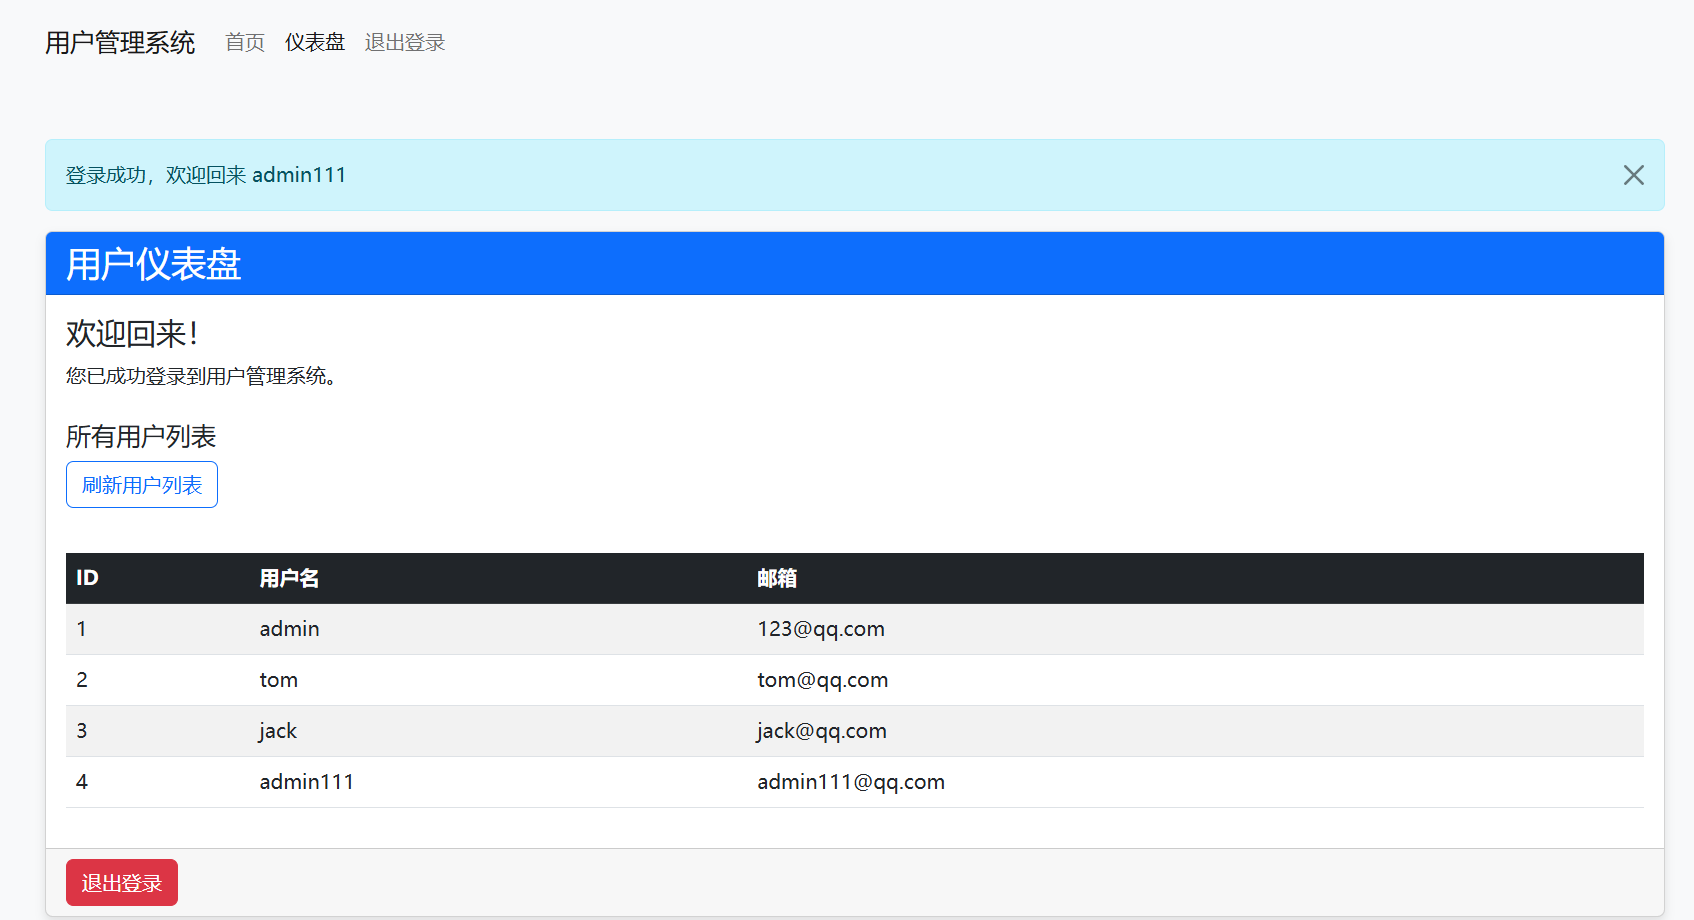 用户管理系统 首页 仪表盘 退出登录
登录成功，欢迎回来 admin111
用户仪表盘
欢迎回来！
您已成功登录到用户管理系统。
所有用户列表
刷新用户列表
ID 用户名 邮箱
1 admin 123@qq.com
2 tom tom@qq.com
3 jack jack@qq.com
4 admin111 admin111@qq.com
退出登录